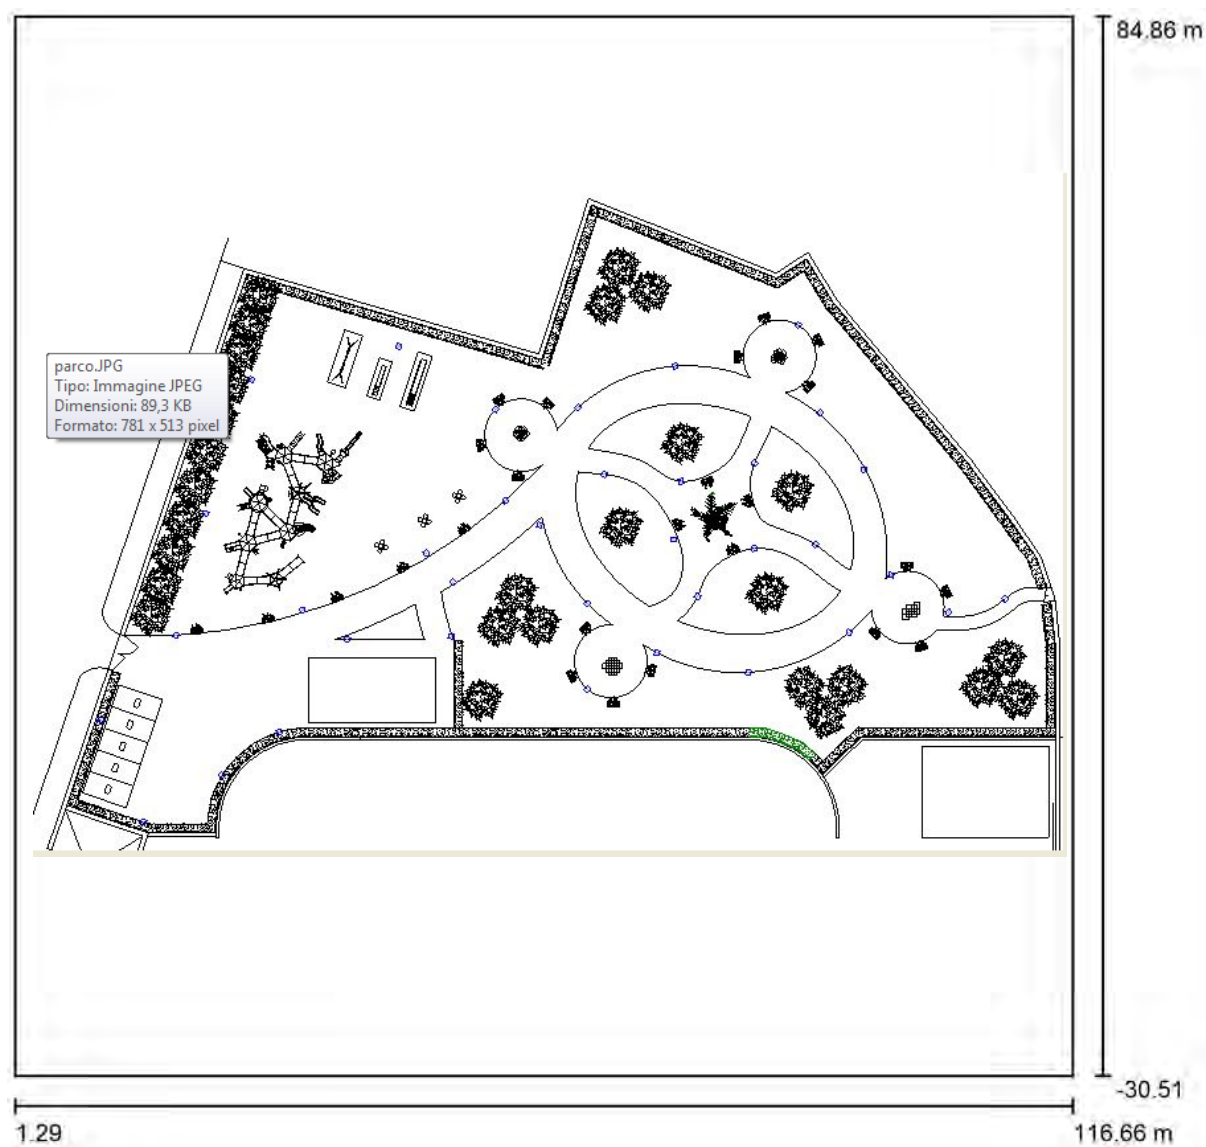 84.86 m
parco.JPG
Tipo: Immagine JPEG
Dimensioni: 89,3 KB
Formato: 781 x 513 pixel
-30.51
1.29
116.66 m